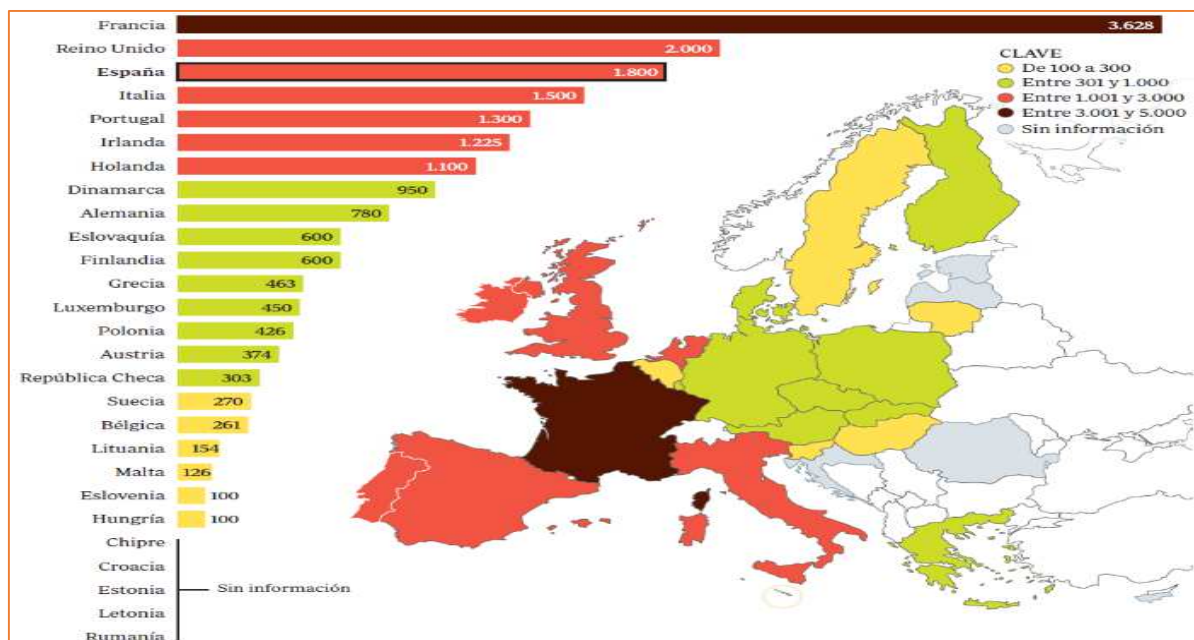 Francia 3.628
Reino Unido 2.000
España 1.800
Italia 1.500
Portugal 1.300
Irlanda 1.225
Holanda 1.100
Dinamarca 950
Alemania 780
Eslovaquía 600
Finlandia 600
Grecia 463
Luxemburgo 450
Polonia 426
Austria 374
República Checa 303
Suecia 270
Bélgica 261
Lituania 154
Malta 126
Eslovenia 100
Hungría 100
Chipre
Croacia
Estonia
Letonia
Rumanía
Sin información
CLAVE
De 100 a 300
Entre 301 y 1.000
Entre 1.001 y 3.000
Entre 3.001 y 5.000
Sin información